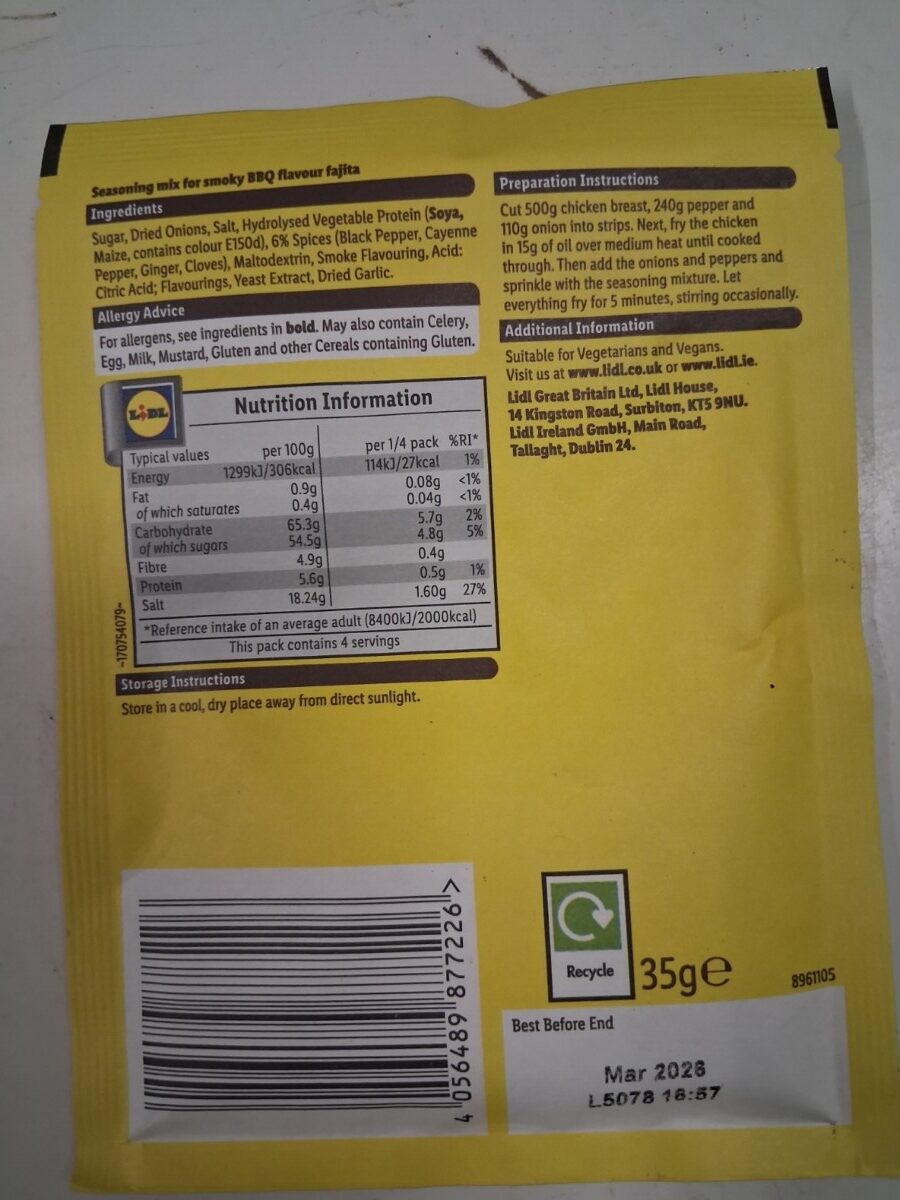 Seasoning mix for smoky BBQ flavour fajita
Ingredients
Sugar, Dried Onions, Salt, Hydrolysed Vegetable Protein (Soya,
Maize, contains colour E150d), 6% Spices (Black Pepper, Cayenne
Pepper, Ginger, Cloves), Maltodextrin, Smoke Flavouring, Acid:
Citric Acid; Flavourings, Yeast Extract, Dried Garlic.
Allergy Advice
For allergens, see ingredients in bold. May also contain Celery,
Egg, Milk, Mustard, Gluten and other Cereals containing Gluten.
LIDL
Nutrition Information
Typical values per 100g per 1/4 pack %RI*
Energy 1299kJ/306kcal 114kJ/27kcal 1%
Fat 0.9g 0.08g <1%
of which saturates 0.4g 0.04g <1%
Carbohydrate 65.3g 5.7g 2%
of which sugars 54.5g 4.8g 5%
Fibre 4.9g 0.4g
Protein 5.6g 0.5g 1%
Salt 18.24g 1.60g 27%
*Reference intake of an average adult (8400kJ/2000kcal)
This pack contains 4 servings
-170754079-
Storage Instructions
Store in a cool, dry place away from direct sunlight.
Preparation Instructions
Cut 500g chicken breast, 240g pepper and
110g onion into strips. Next, fry the chicken
in 15g of oil over medium heat until cooked
through. Then add the onions and peppers and
sprinkle with the seasoning mixture. Let
everything fry for 5 minutes, stirring occasionally.
Additional Information
Suitable for Vegetarians and Vegans.
Visit us at www.lidl.co.uk or www.lidl.ie.
Lidl Great Britain Ltd, Lidl House,
14 Kingston Road, Surbiton, KT5 9NU.
Lidl Ireland GmbH, Main Road,
Tallaght, Dublin 24.
4 056489 877226 >
Recycle
35g e
8961105
Best Before End
Mar 2026
L5078 16:57